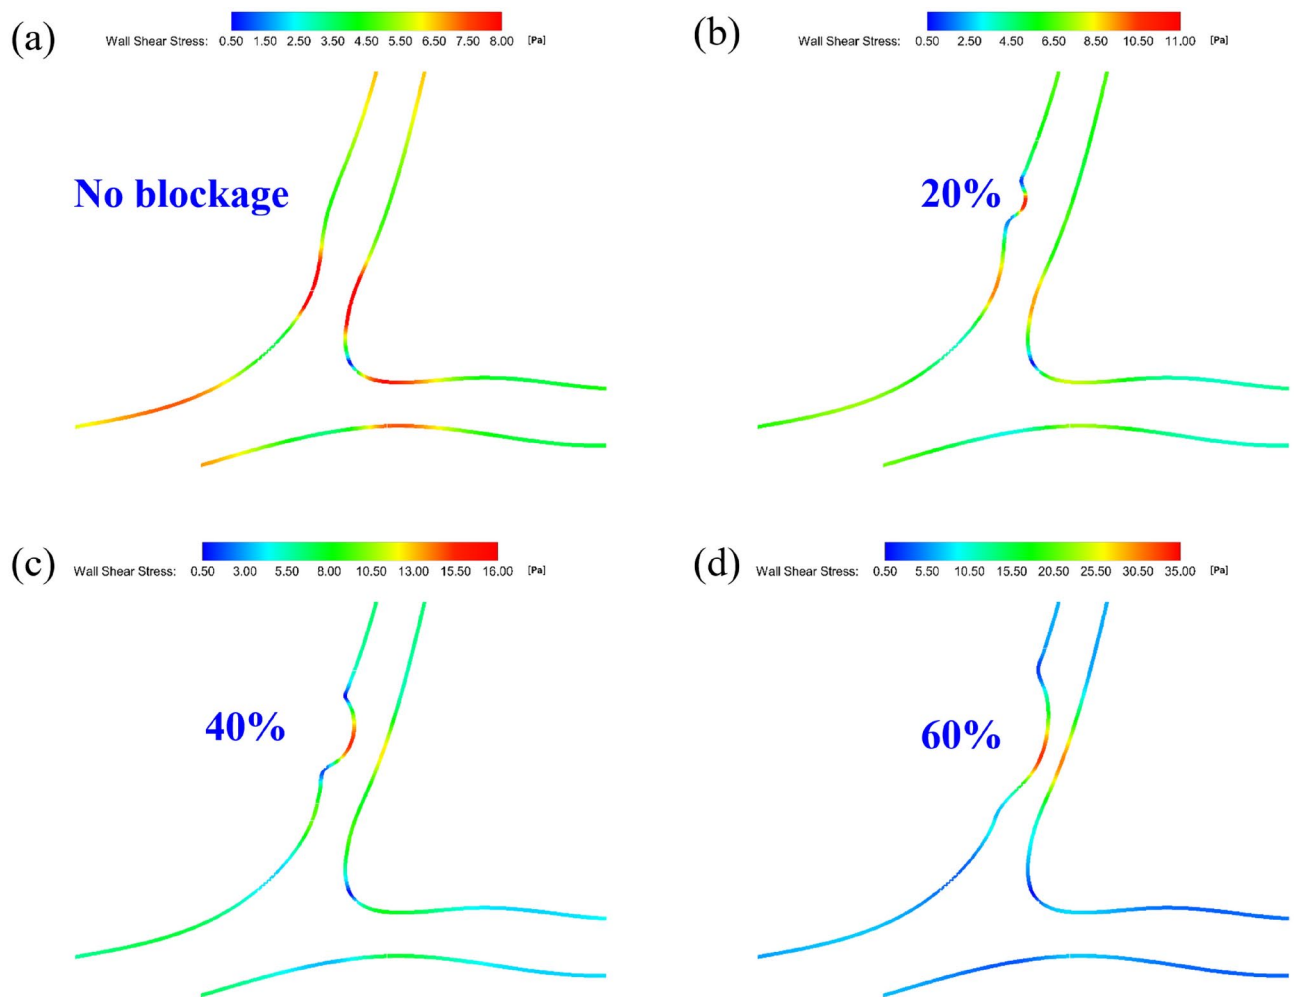 (a)
Wall Shear Stress: 0.50 1.50 2.50 3.50 4.50 5.50 6.50 7.50 8.00 [Pa]
No blockage
(b)
Wall Shear Stress: 0.50 2.50 4.50 6.50 8.50 10.50 11.00 [Pa]
20%
(c)
Wall Shear Stress: 0.50 3.00 5.50 8.00 10.50 13.00 15.50 16.00 [Pa]
40%
(d)
Wall Shear Stress: 0.50 5.50 10.50 15.50 20.50 25.50 30.50 35.00 [Pa]
60%